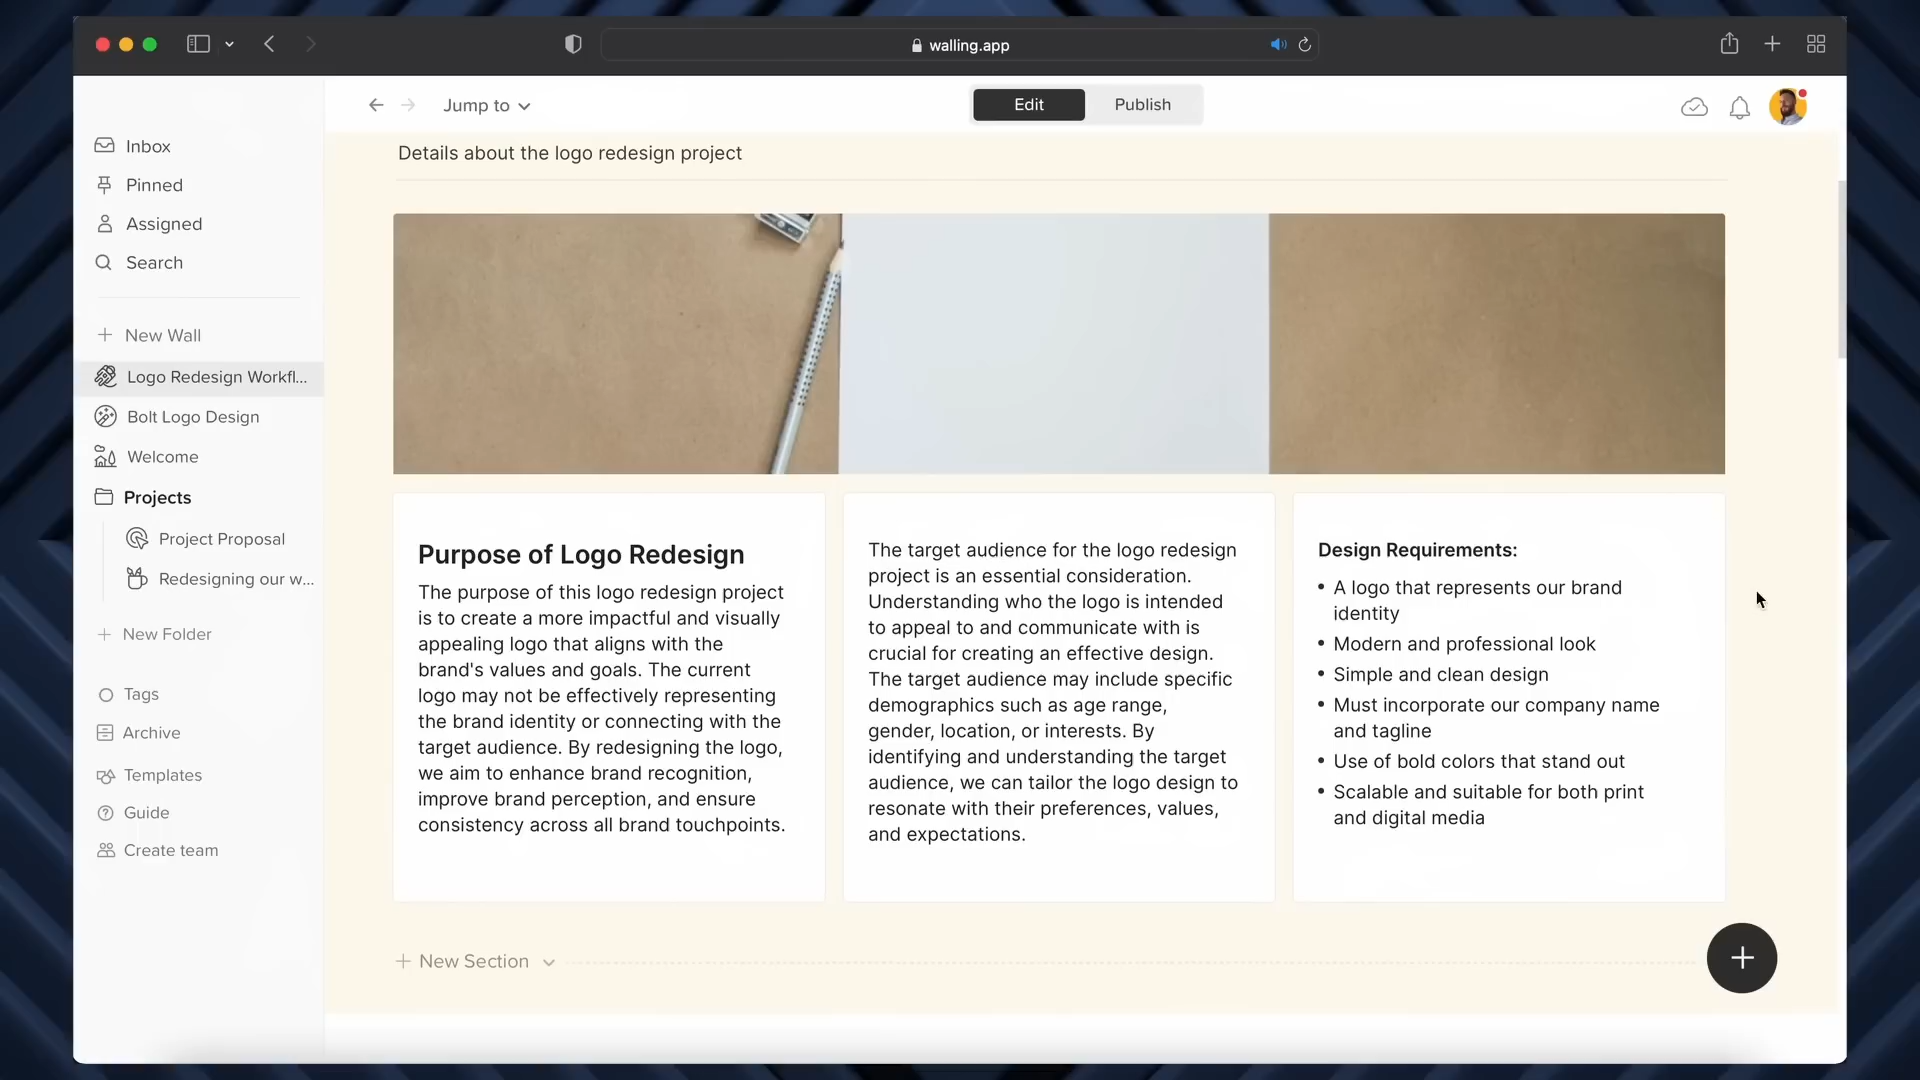 walling.app
Jump to
Edit
Publish
Inbox
Pinned
Assigned
Search
New Wall
Logo Redesign Workfl...
Bolt Logo Design
Welcome
Projects
Project Proposal
Redesigning our w...
New Folder
Tags
Archive
Templates
Guide
Create team
Details about the logo redesign project
Purpose of Logo Redesign
The purpose of this logo redesign project
is to create a more impactful and visually
appealing logo that aligns with the
brand's values and goals. The current
logo may not be effectively representing
the brand identity or connecting with the
target audience. By redesigning the logo,
we aim to enhance brand recognition,
improve brand perception, and ensure
consistency across all brand touchpoints.
The target audience for the logo redesign
project is an essential consideration.
Understanding who the logo is intended
to appeal to and communicate with is
crucial for creating an effective design.
The target audience may include specific
demographics such as age range,
gender, location, or interests. By
identifying and understanding the target
audience, we can tailor the logo design to
resonate with their preferences, values,
and expectations.
Design Requirements:
• A logo that represents our brand
identity
• Modern and professional look
• Simple and clean design
• Must incorporate our company name
and tagline
• Use of bold colors that stand out
• Scalable and suitable for both print
and digital media
New Section